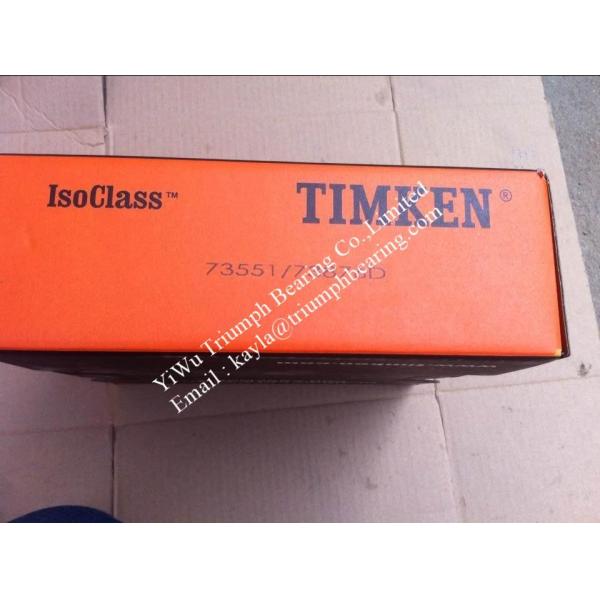 IsoClass™
TIMKEN®
YiWu Triumph Bearing Co.,Limited
Email : kayla@triumphbearing.com